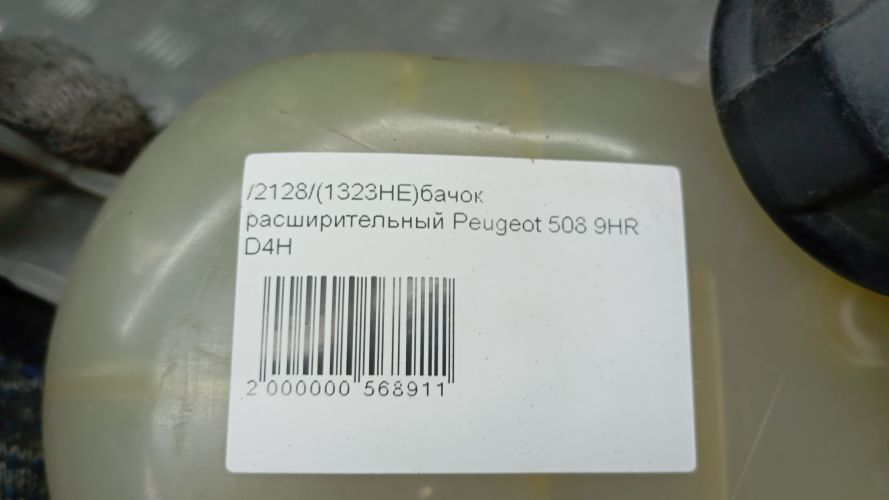 /2128/(1323HE)бачок
расширительный Peugeot 508 9HR
D4H
2 000000 568911